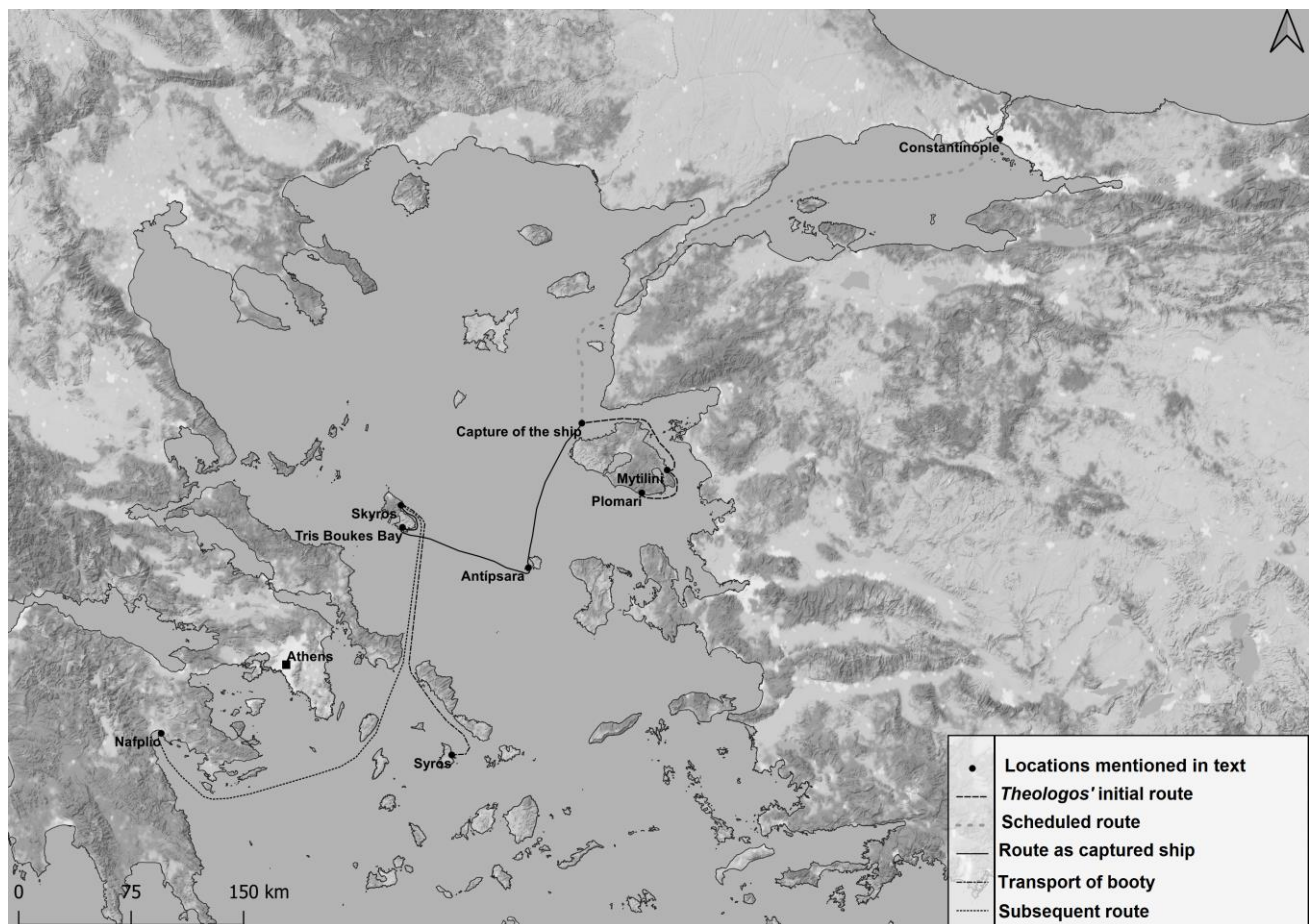 Constantinople
Capture of the ship
Mytilini
Plomari
Skyros
Tris Boukes Bay
Antipsara
Athens
Nafplio
Syros
Locations mentioned in text
Theologos' initial route
Scheduled route
Route as captured ship
Transport of booty
Subsequent route
0 75 150 km